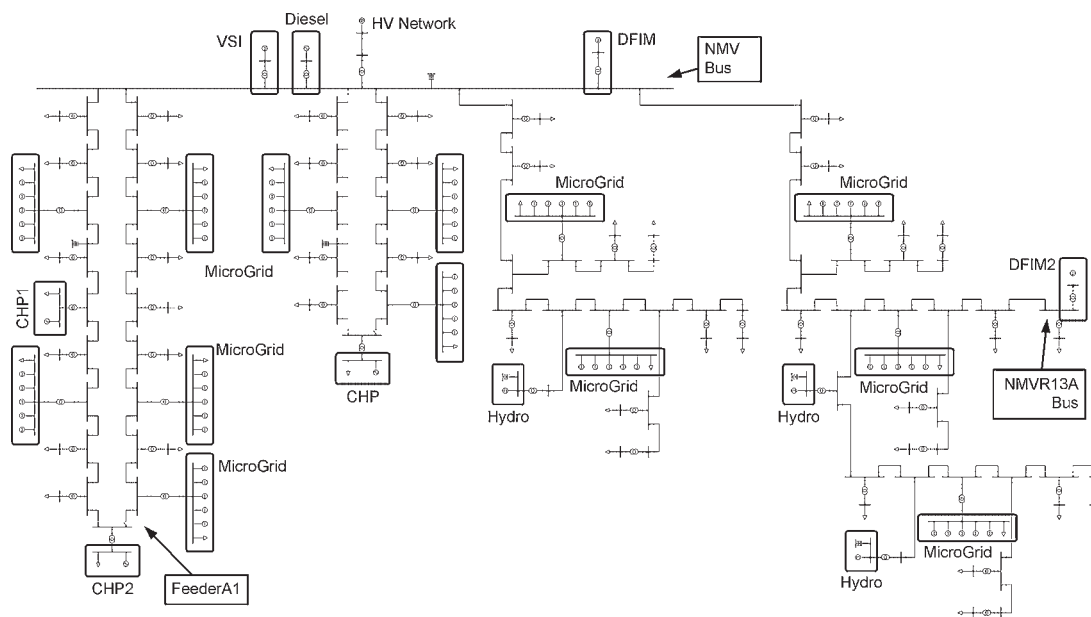 Diesel
VSI
HV Network
DFIM
NMV
Bus
MicroGrid
MicroGrid
MicroGrid
DFIM2
CHP1
MicroGrid
MicroGrid
CHP
MicroGrid
Hydro
MicroGrid
Hydro
NMVR13A
Bus
MicroGrid
CHP2
FeederA1
MicroGrid
Hydro